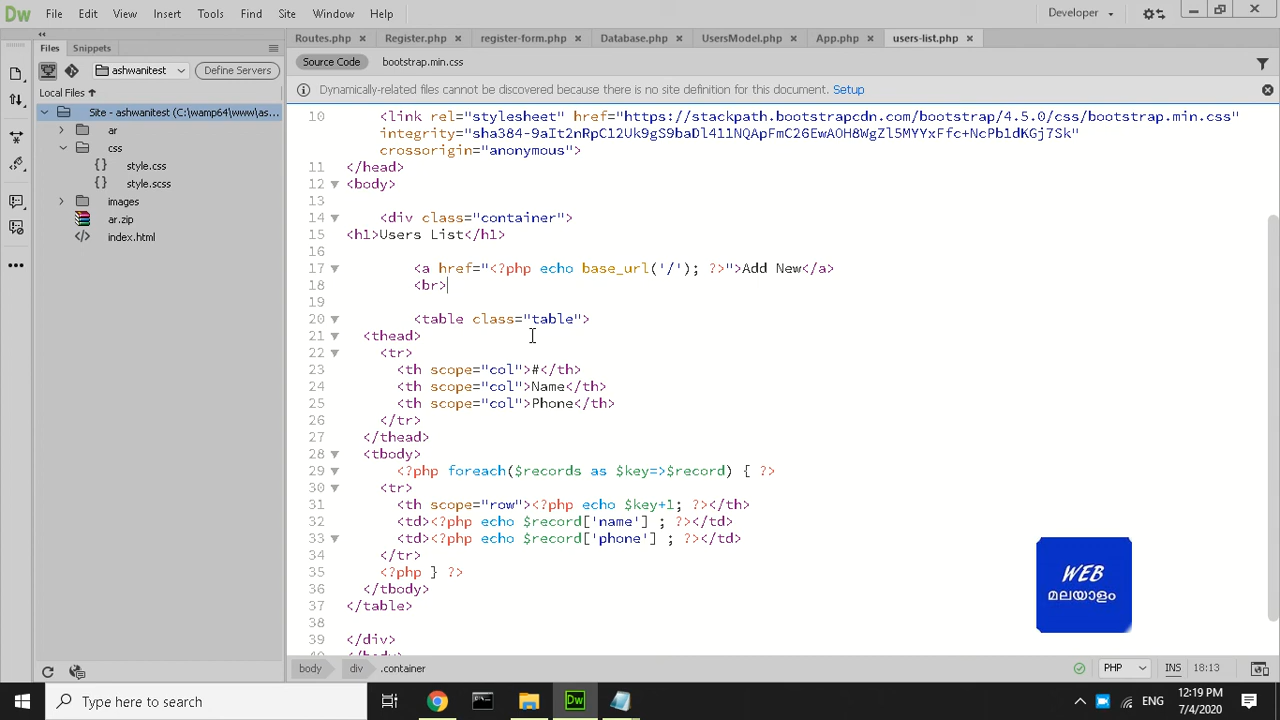 Dw File Edit View Insert Tools Find Site Window Help Developer
Files Snippets
Routes.php Register.php register-form.php Database.php UsersModel.php App.php users-list.php
ashwanitest Define Servers
Source Code bootstrap.min.css
Local Files
Dynamically-related files cannot be discovered because there is no site definition for this document. Setup
Site - ashwanitest (C:\wamp64\www\as...
ar
css
style.css
style.scss
images
ar.zip
index.html
10 <link rel="stylesheet" href="https://stackpath.bootstrapcdn.com/bootstrap/4.5.0/css/bootstrap.min.css"
integrity="sha384-9aIt2nRpC12Uk9gS9baDl411NQApFmC26EwAOH8WgZl5MYYxFfc+NcPb1dKGj7Sk"
crossorigin="anonymous">
11 </head>
12 <body>
13
14 <div class="container">
15 <h1>Users List</h1>
16
17 <a href="<?php echo base_url('/'); ?>">Add New</a>
18 <br>
19
20 <table class="table">
21 <thead>
22 <tr>
23 <th scope="col">#</th>
24 <th scope="col">Name</th>
25 <th scope="col">Phone</th>
26 </tr>
27 </thead>
28 <tbody>
29 <?php foreach($records as $key=>$record) { ?>
30 <tr>
31 <th scope="row"><?php echo $key+1; ?></th>
32 <td><?php echo $record['name'] ; ?></td>
33 <td><?php echo $record['phone'] ; ?></td>
34 </tr>
35 <?php } ?>
36 </tbody>
37 </table>
38
39 </div>
40 </body>
WEB
മലയാളം
body div .container PHP INS 18:13
Type here to search
Dw
ENG
12:19 PM
7/4/2020